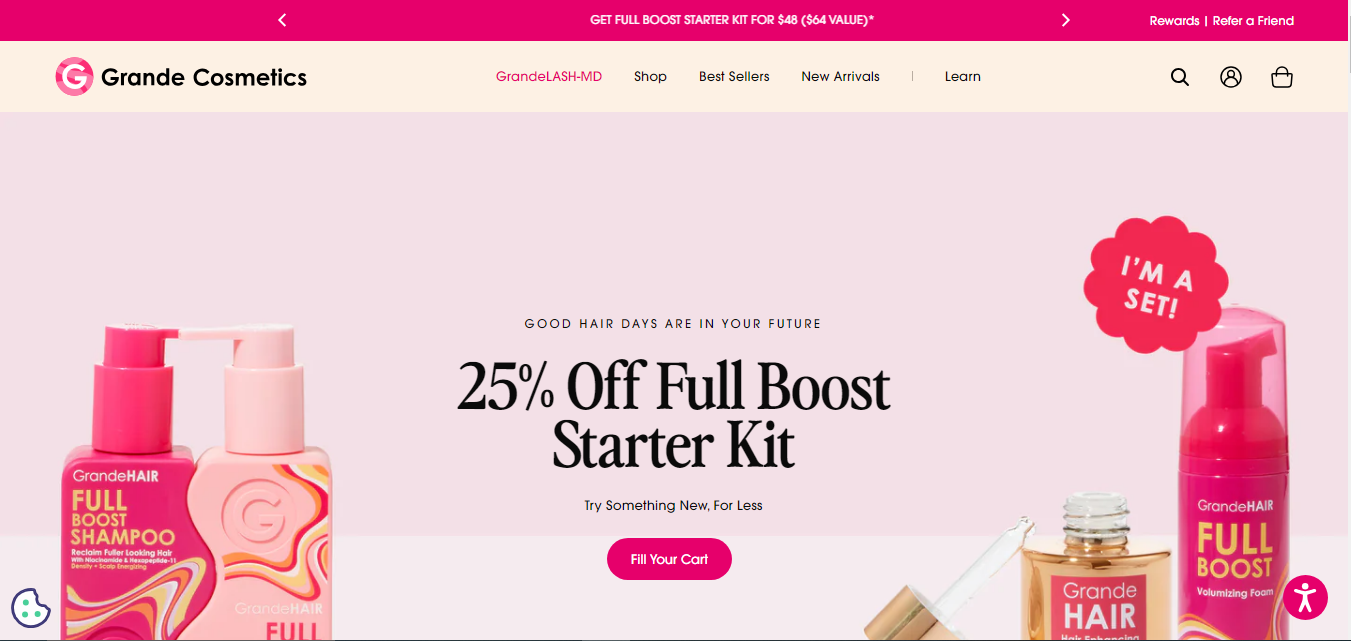 GET FULL BOOST STARTER KIT FOR $48 ($64 VALUE)*
Rewards | Refer a Friend
Grande Cosmetics
GrandeLASH-MD
Shop
Best Sellers
New Arrivals
Learn
I'M A
SET!
GOOD HAIR DAYS ARE IN YOUR FUTURE
25% Off Full Boost
Starter Kit
Try Something New, For Less
Fill Your Cart
GrandeHAIR
FULL
BOOST
SHAMPOO
Reclaim Fuller Looking Hair
With Niacinamide & Hexapeptide-11
Density + Scalp Energizing
G
GrandeHAIR
FULL
Grande
HAIR
Hair Enhancing
GrandeHAIR
FULL
BOOST
Volumizing Foam